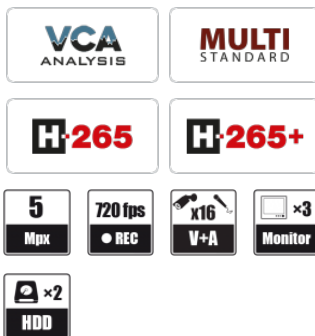 VCA
ANALYSIS
MULTI
STANDARD
H·265
H·265+
5
Mpx
720 fps
● REC
x16
V+A
×3
Monitor
×2
HDD